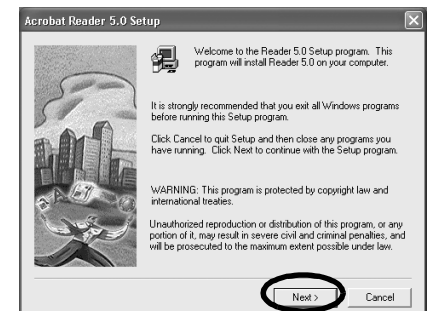 Acrobat Reader 5.0 Setup
Welcome to the Reader 5.0 Setup program. This
program will install Reader 5.0 on your computer.
It is strongly recommended that you exit all Windows programs
before running this Setup program.
Click Cancel to quit Setup and then close any programs you
have running. Click Next to continue with the Setup program.
WARNING: This program is protected by copyright law and
international treaties.
Unauthorized reproduction or distribution of this program, or any
portion of it, may result in severe civil and criminal penalties, and
will be prosecuted to the maximum extent possible under law.
Next > Cancel